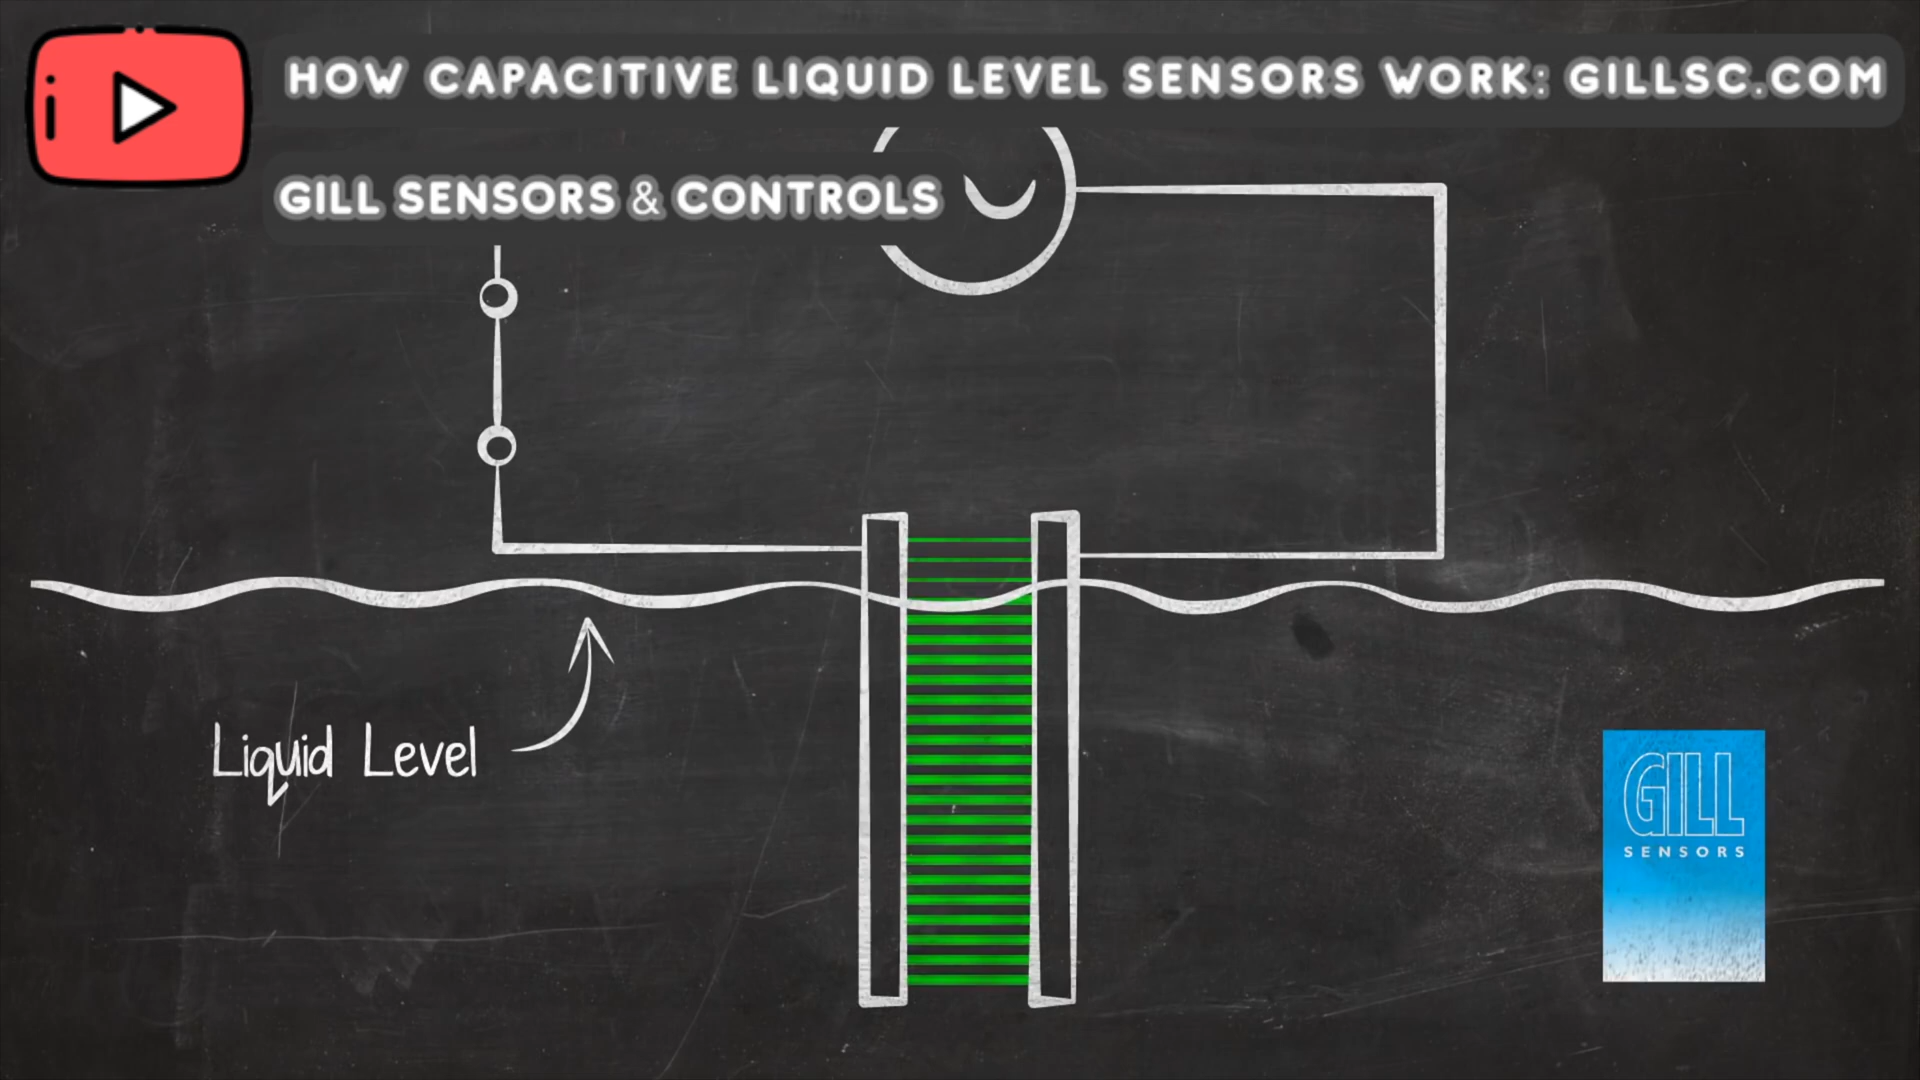 HOW CAPACITIVE LIQUID LEVEL SENSORS WORK: GILLSC.COM
GILL SENSORS & CONTROLS
Liquid Level
GILL
SENSORS